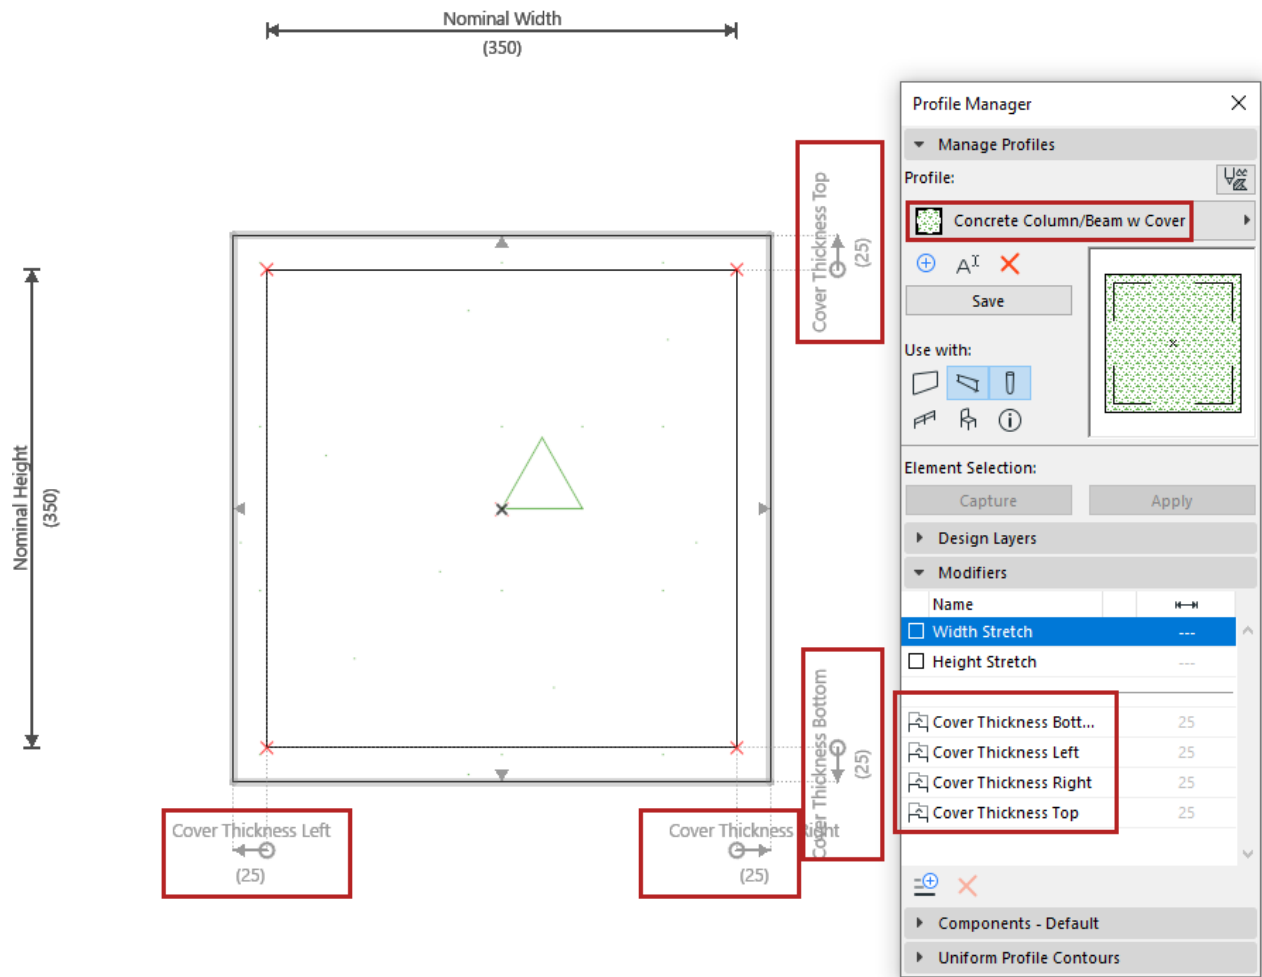 Nominal Width
(350)
Nominal Height
(350)
Cover Thickness Top
(25)
Cover Thickness Bottom
(25)
Cover Thickness Left
(25)
Cover Thickness Right
(25)
Profile Manager
Manage Profiles
Profile:
Concrete Column/Beam w Cover
Save
Use with:
Element Selection:
Capture Apply
Design Layers
Modifiers
Name
Width Stretch ---
Height Stretch ---
Cover Thickness Bott... 25
Cover Thickness Left 25
Cover Thickness Right 25
Cover Thickness Top 25
Components - Default
Uniform Profile Contours